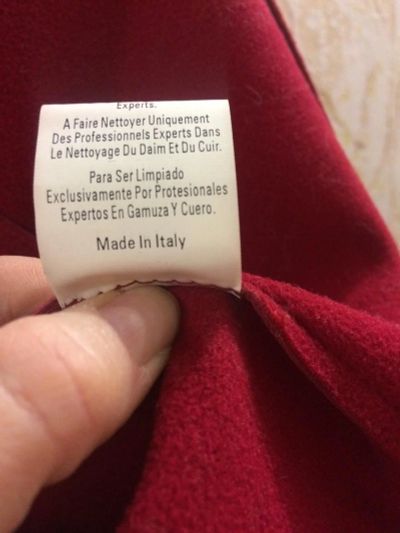 Experts.
A Faire Nettoyer Uniquement
Des Professionnels Experts Dans
Le Nettoyage Du Daim Et Du Cuir.
Para Ser Limpiado
Exclusivamente Por Protesionales
Expertos En Gamuza Y Cuero.
Made In Italy